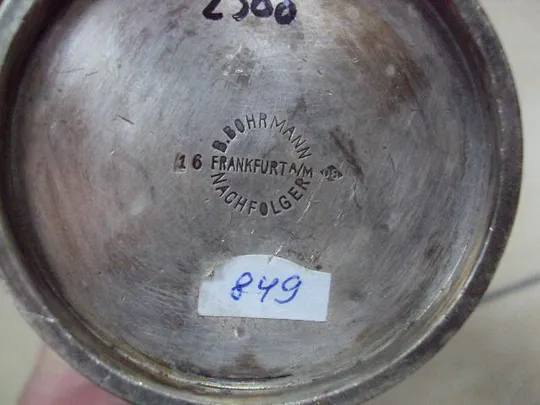 2500
B. BOHRMANN
16 FRANKFURT A/M
NACHFOLGER
849